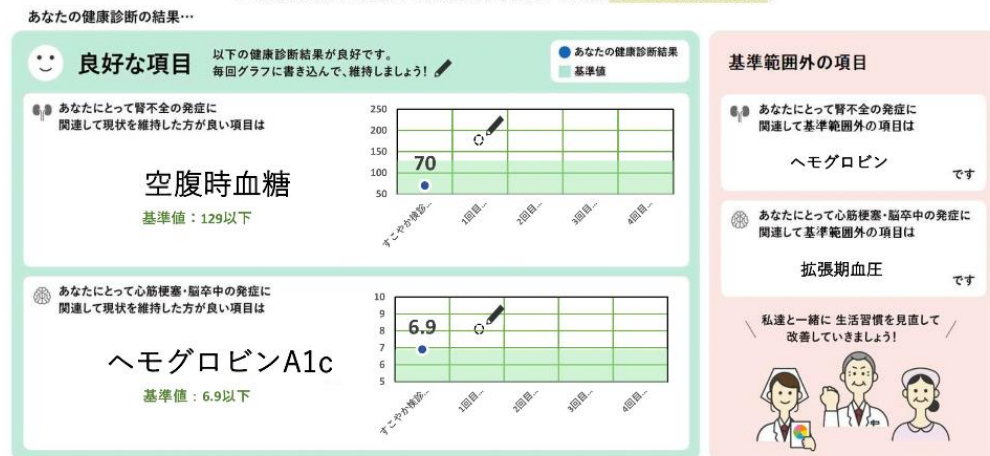 あなたの健康診断の結果…
良好な項目
以下の健康診断結果が良好です。
毎回グラフに書き込んで、維持しましょう!
あなたの健康診断結果
基準値
あなたにとって腎不全の発症に
関連して現状を維持した方が良い項目は
空腹時血糖
基準値：129以下
250
200
150
100
50
70
すこやか検診…
1回目…
2回目…
3回目…
4回目…
あなたにとって心筋梗塞・脳卒中の発症に
関連して現状を維持した方が良い項目は
ヘモグロビンA1c
基準値：6.9以下
10
9
8
7
6
5
6.9
すこやか検診…
1回目…
2回目…
3回目…
4回目…
基準範囲外の項目
あなたにとって腎不全の発症に
関連して基準範囲外の項目は
ヘモグロビン
です
あなたにとって心筋梗塞・脳卒中の発症に
関連して基準範囲外の項目は
拡張期血圧
です
私達と一緒に 生活習慣を見直して
改善していきましょう!